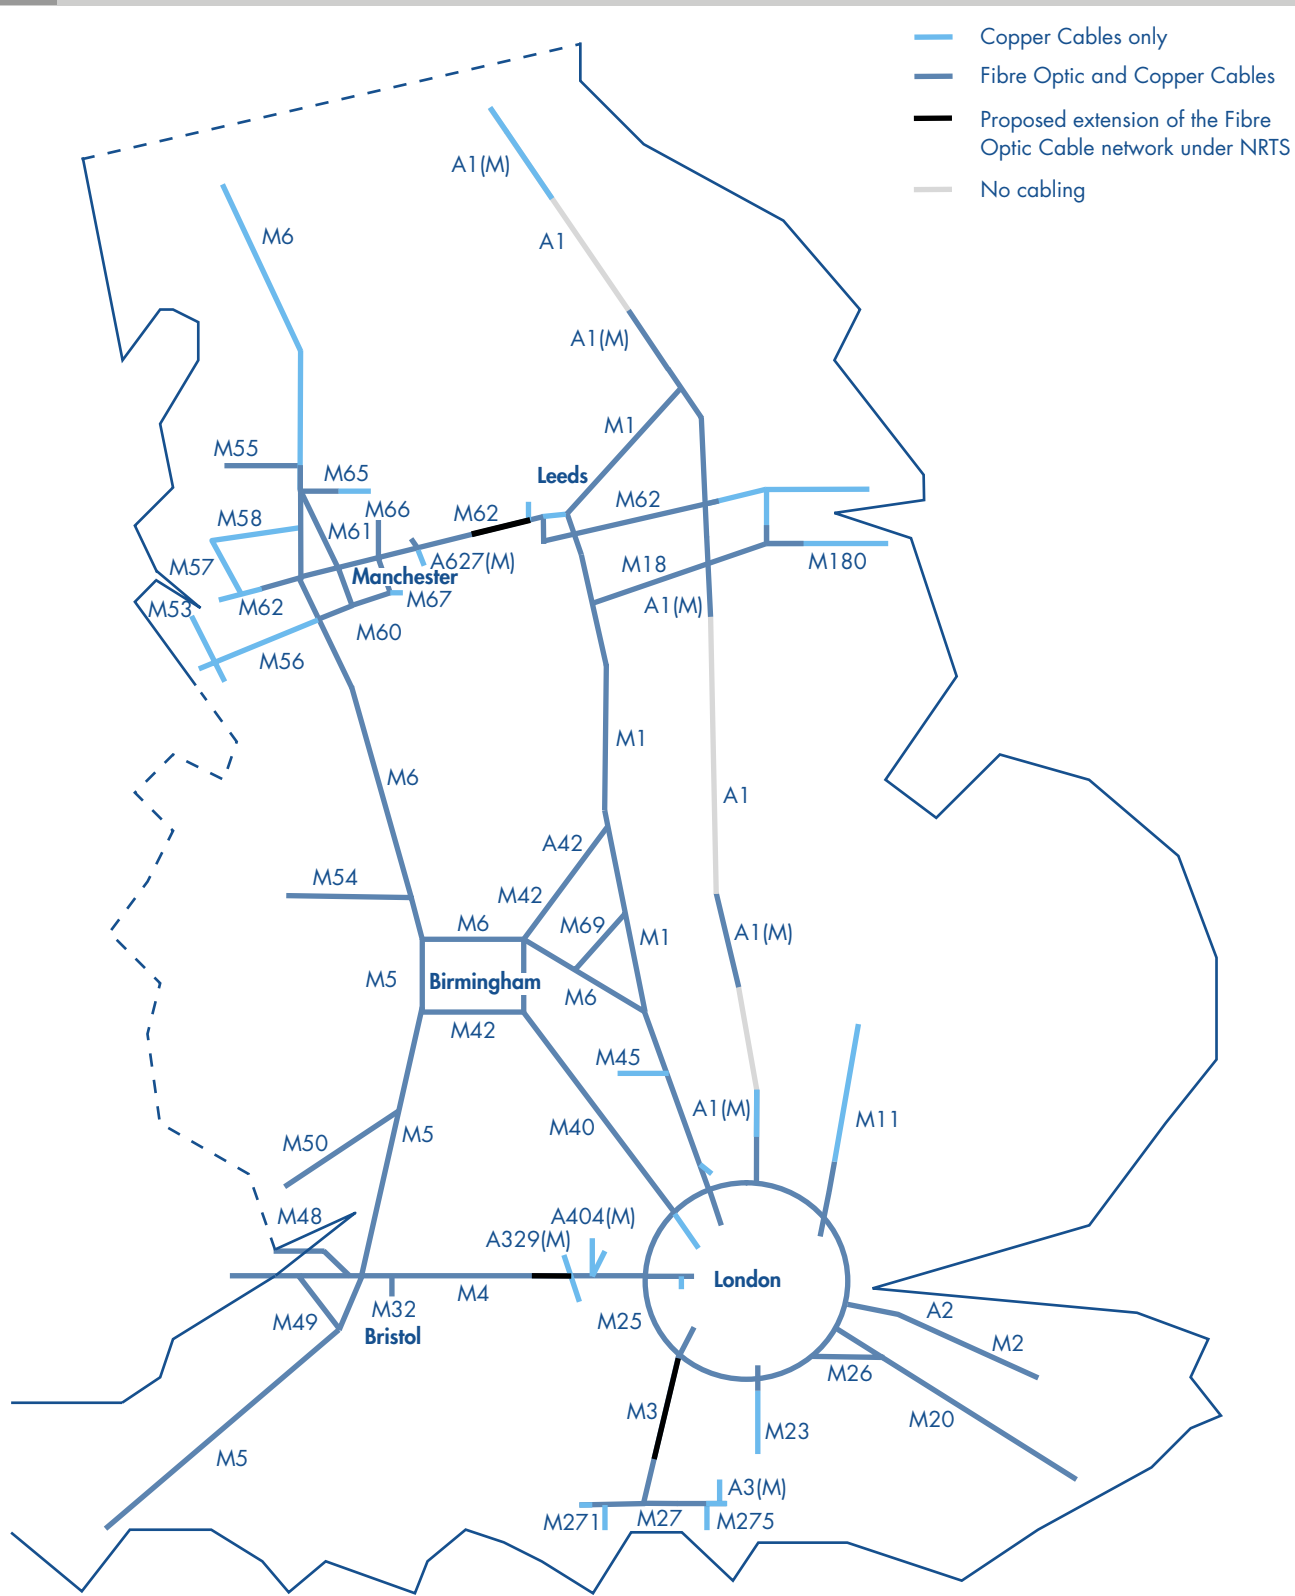 Copper Cables only
Fibre Optic and Copper Cables
Proposed extension of the Fibre
Optic Cable network under NRTS
No cabling
A1(M)
M6
A1
A1(M)
M1
M55
Leeds
M65
M62
M66
M62
M58
M61
A627(M)
M18
M180
M57
Manchester
M67
M53
M62
A1(M)
M60
M56
M1
M6
A1
A42
M54
M42
M6
M69
M1
A1(M)
M5
Birmingham
M6
M42
M45
A1(M)
M11
M40
M5
M50
M48
A404(M)
A329(M)
London
M4
M32
M49
M25
A2
Bristol
M2
M26
M3
M20
M23
M5
A3(M)
M271
M27
M275